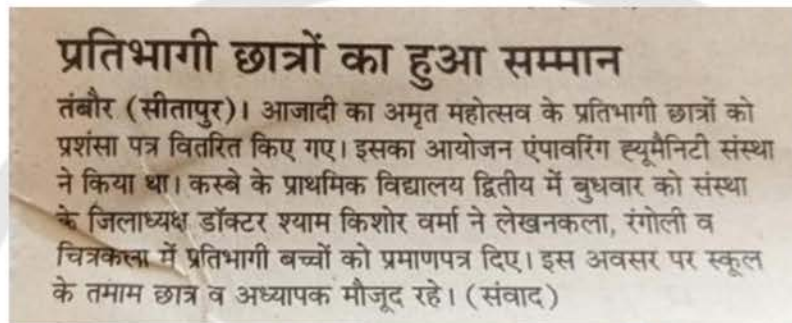 प्रतिभागी छात्रों का हुआ सम्मान
तंबौर (सीतापुर)। आजादी का अमृत महोत्सव के प्रतिभागी छात्रों को
प्रशंसा पत्र वितरित किए गए। इसका आयोजन एंपावरिंग ह्यूमैनिटी संस्था
ने किया था। कस्बे के प्राथमिक विद्यालय द्वितीय में बुधवार को संस्था
के जिलाध्यक्ष डॉक्टर श्याम किशोर वर्मा ने लेखनकला, रंगोली व
चित्रकला में प्रतिभागी बच्चों को प्रमाणपत्र दिए। इस अवसर पर स्कूल
के तमाम छात्र व अध्यापक मौजूद रहे। (संवाद)